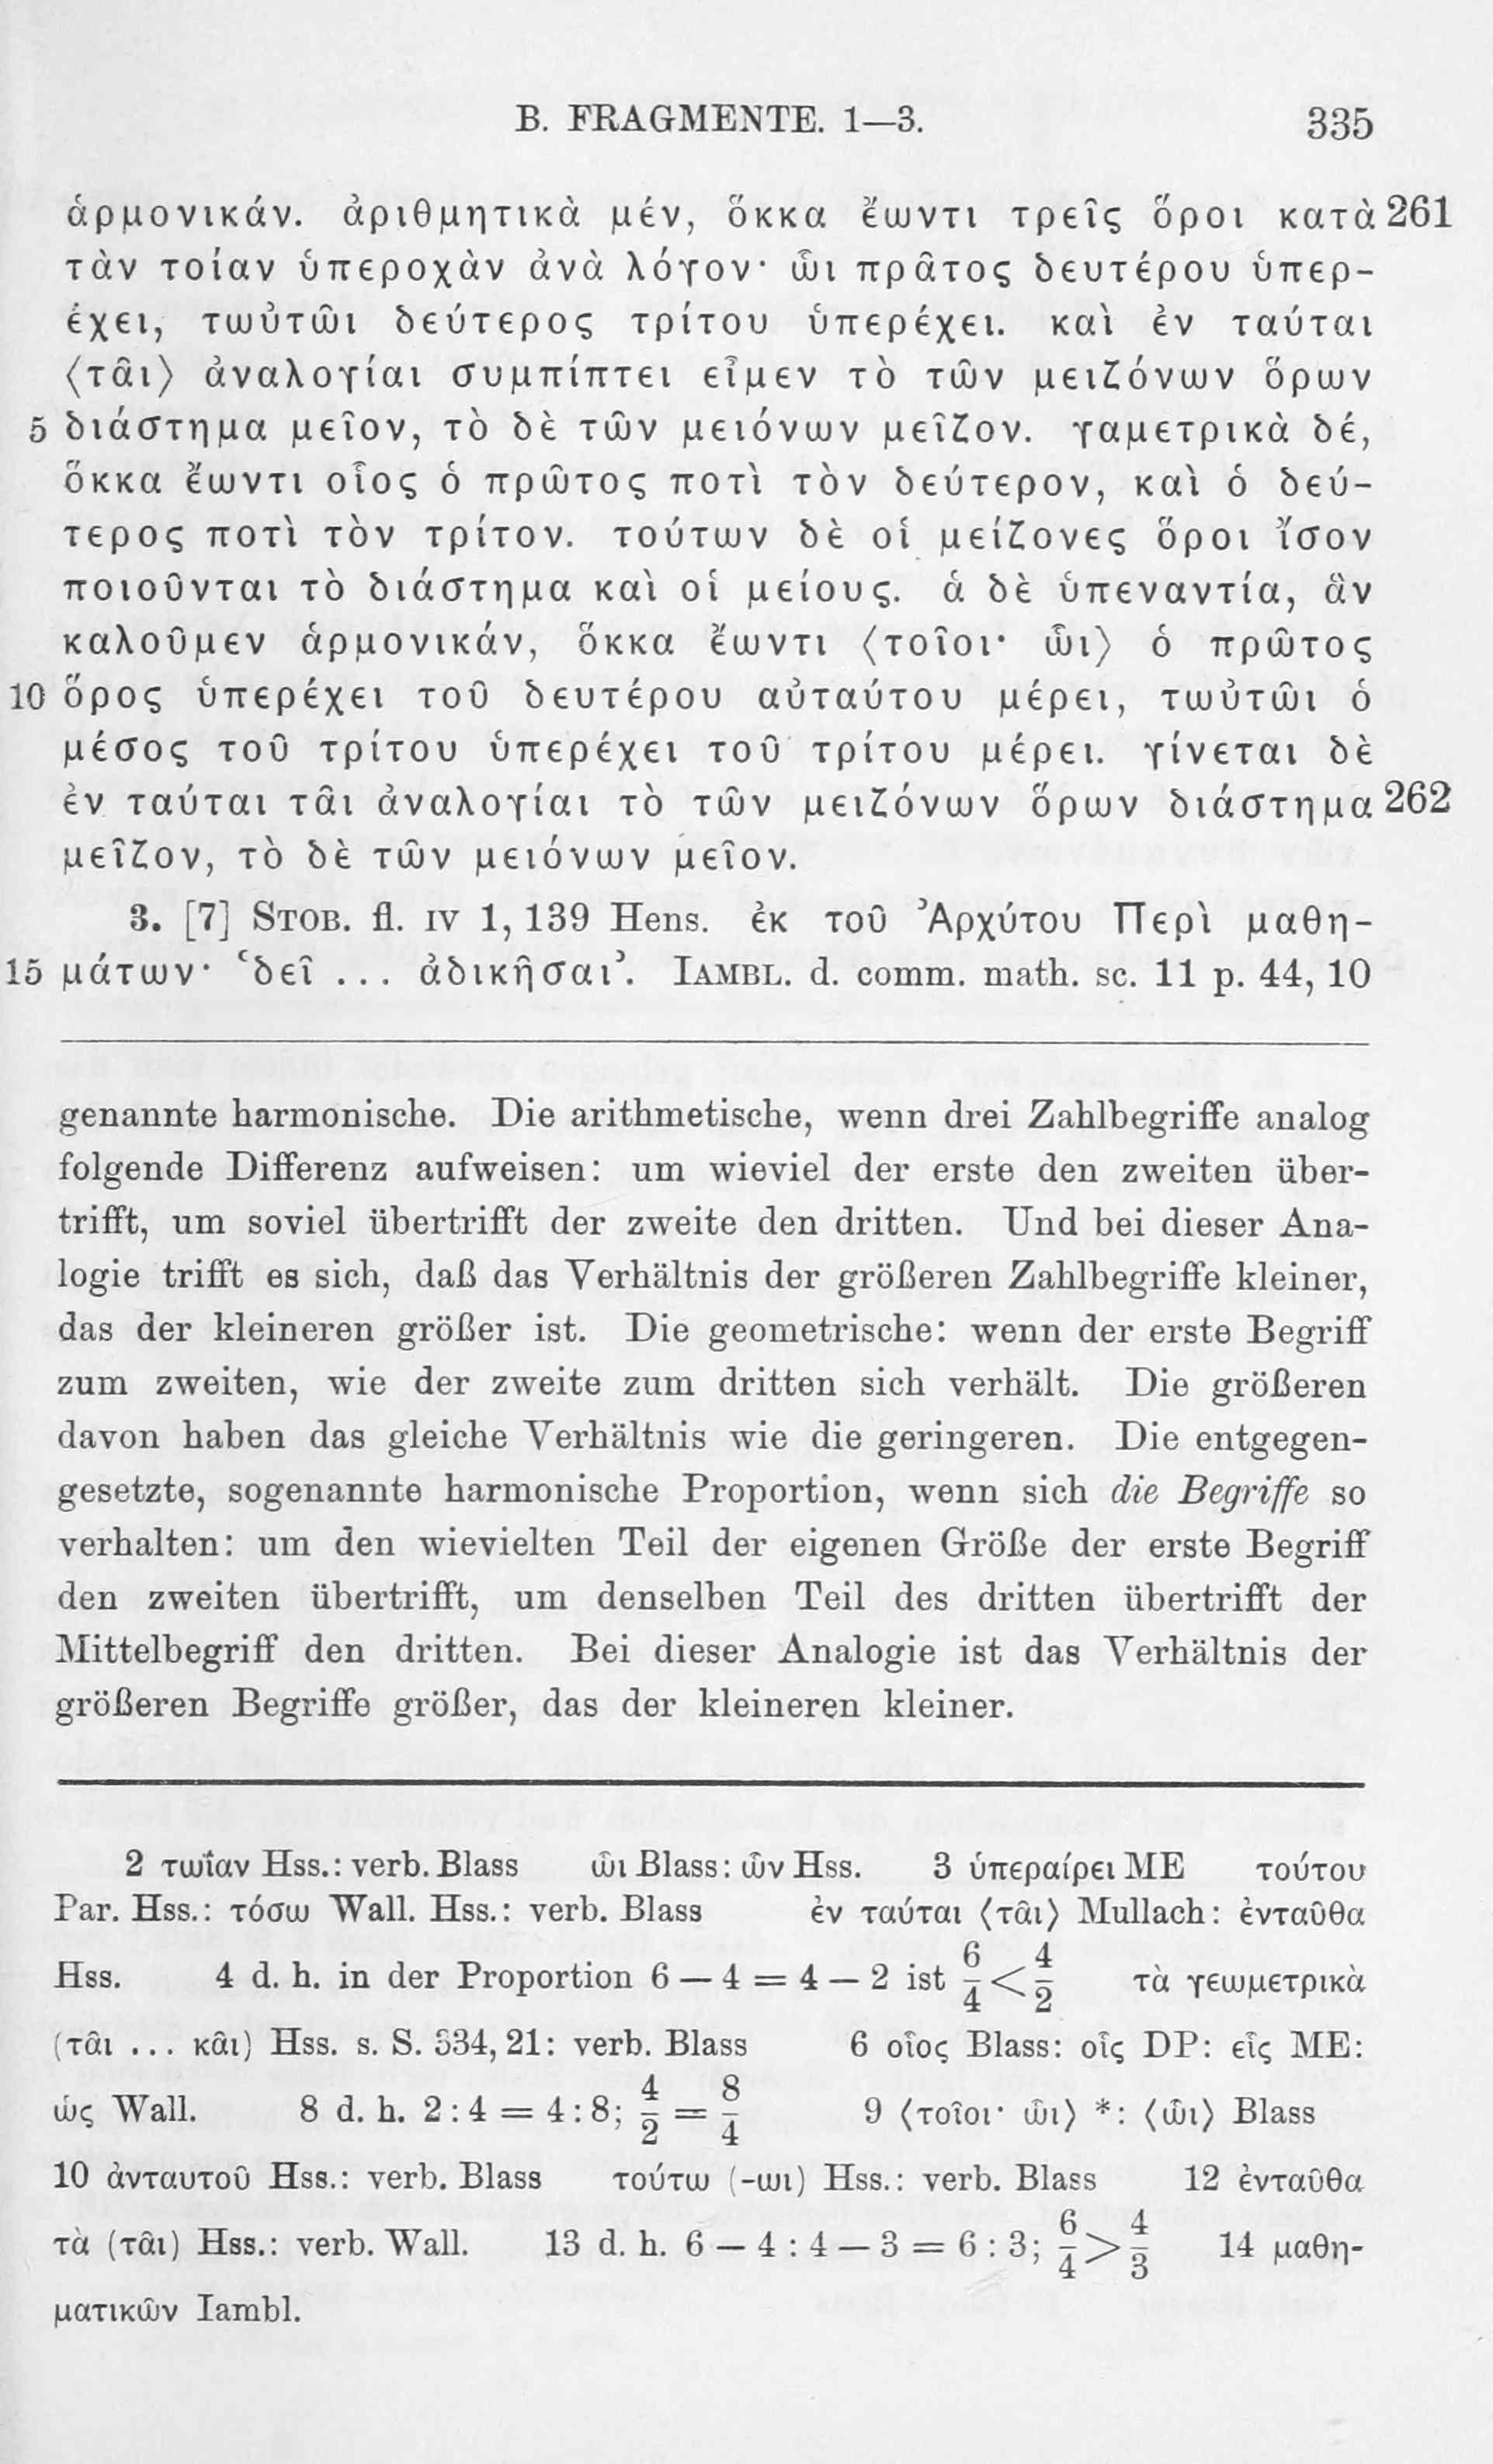 B. FRAGMENTE. 1—3. 335
ἁρμονικάν. ἀριθμητικὰ μέν, ὅκκα ἔωντι τρεῖς ὅροι κατὰ 261
τὰν τοίαν ὑπεροχὰν ἀνὰ λόγον· ὧι πρᾶτος δευτέρου ὑπερ-
έχει, τωὐτῶι δεύτερος τρίτου ὑπερέχει. καὶ ἐν ταύται
⟨τᾶι⟩ ἀναλογίαι συμπίπτει εἶμεν τὸ τῶν μειζόνων ὅρων
5 διάστημα μεῖον, τὸ δὲ τῶν μειόνων μεῖζον. γαμετρικὰ δέ,
ὅκκα ἔωντι οἷος ὁ πρῶτος ποτὶ τὸν δεύτερον, καὶ ὁ δεύ-
τερος ποτὶ τὸν τρίτον. τούτων δὲ οἱ μείζονες ὅροι ἴσον
ποιοῦνται τὸ διάστημα καὶ οἱ μείους. ἁ δὲ ὑπεναντία, ἃν
καλοῦμεν ἁρμονικάν, ὅκκα ἔωντι ⟨τοῖοι· ὧι⟩ ὁ πρῶτος
10 ὅρος ὑπερέχει τοῦ δευτέρου αὐταύτου μέρει, τωὐτῶι ὁ
μέσος τοῦ τρίτου ὑπερέχει τοῦ τρίτου μέρει. γίνεται δὲ
ἐν ταύται τᾶι ἀναλογίαι τὸ τῶν μειζόνων ὅρων διάστημα 262
μεῖζον, τὸ δὲ τῶν μειόνων μεῖον.
3. [7] STOB. fl. IV 1, 139 Hens. ἐκ τοῦ Ἀρχύτου Περὶ μαθη-
15 μάτων· ‘δεῖ ... ἀδικῆσαι’. IAMBL. d. comm. math. sc. 11 p. 44, 10
genannte harmonische. Die arithmetische, wenn drei Zahlbegriffe analog
folgende Differenz aufweisen: um wieviel der erste den zweiten über-
trifft, um soviel übertrifft der zweite den dritten. Und bei dieser Ana-
logie trifft es sich, daß das Verhältnis der größeren Zahlbegriffe kleiner,
das der kleineren größer ist. Die geometrische: wenn der erste Begriff
zum zweiten, wie der zweite zum dritten sich verhält. Die größeren
davon haben das gleiche Verhältnis wie die geringeren. Die entgegen-
gesetzte, sogenannte harmonische Proportion, wenn sich die Begriffe so
verhalten: um den wievielten Teil der eigenen Größe der erste Begriff
den zweiten übertrifft, um denselben Teil des dritten übertrifft der
Mittelbegriff den dritten. Bei dieser Analogie ist das Verhältnis der
größeren Begriffe größer, das der kleineren kleiner.
2 τωίαν Hss.: verb. Blass ὧι Blass: ὧν Hss. 3 ὑπεραίρει ME τούτου
Par. Hss.: τόσω Wall. Hss.: verb. Blass ἐν ταύται ⟨τᾶι⟩ Mullach: ἐνταῦθα
Hss. 4 d. h. in der Proportion 6 — 4 = 4 — 2 ist 6/4 < 4/2 τὰ γεωμετρικὰ
(τᾶι ... κᾶι) Hss. s. S. 334, 21: verb. Blass 6 οἷος Blass: οἷς DP: εἷς ME:
ὡς Wall. 8 d. h. 2 : 4 = 4 : 8; 4/2 = 8/4 9 ⟨τοῖοι· ὧι⟩ *: ⟨ὧι⟩ Blass
10 ἀνταυτοῦ Hss.: verb. Blass τούτω (-ωι) Hss.: verb. Blass 12 ἐνταῦθα
τὰ (τᾶι) Hss.: verb. Wall. 13 d. h. 6 — 4 : 4 — 3 = 6 : 3; 6/4 > 4/3 14 μαθη-
ματικῶν Iambl.